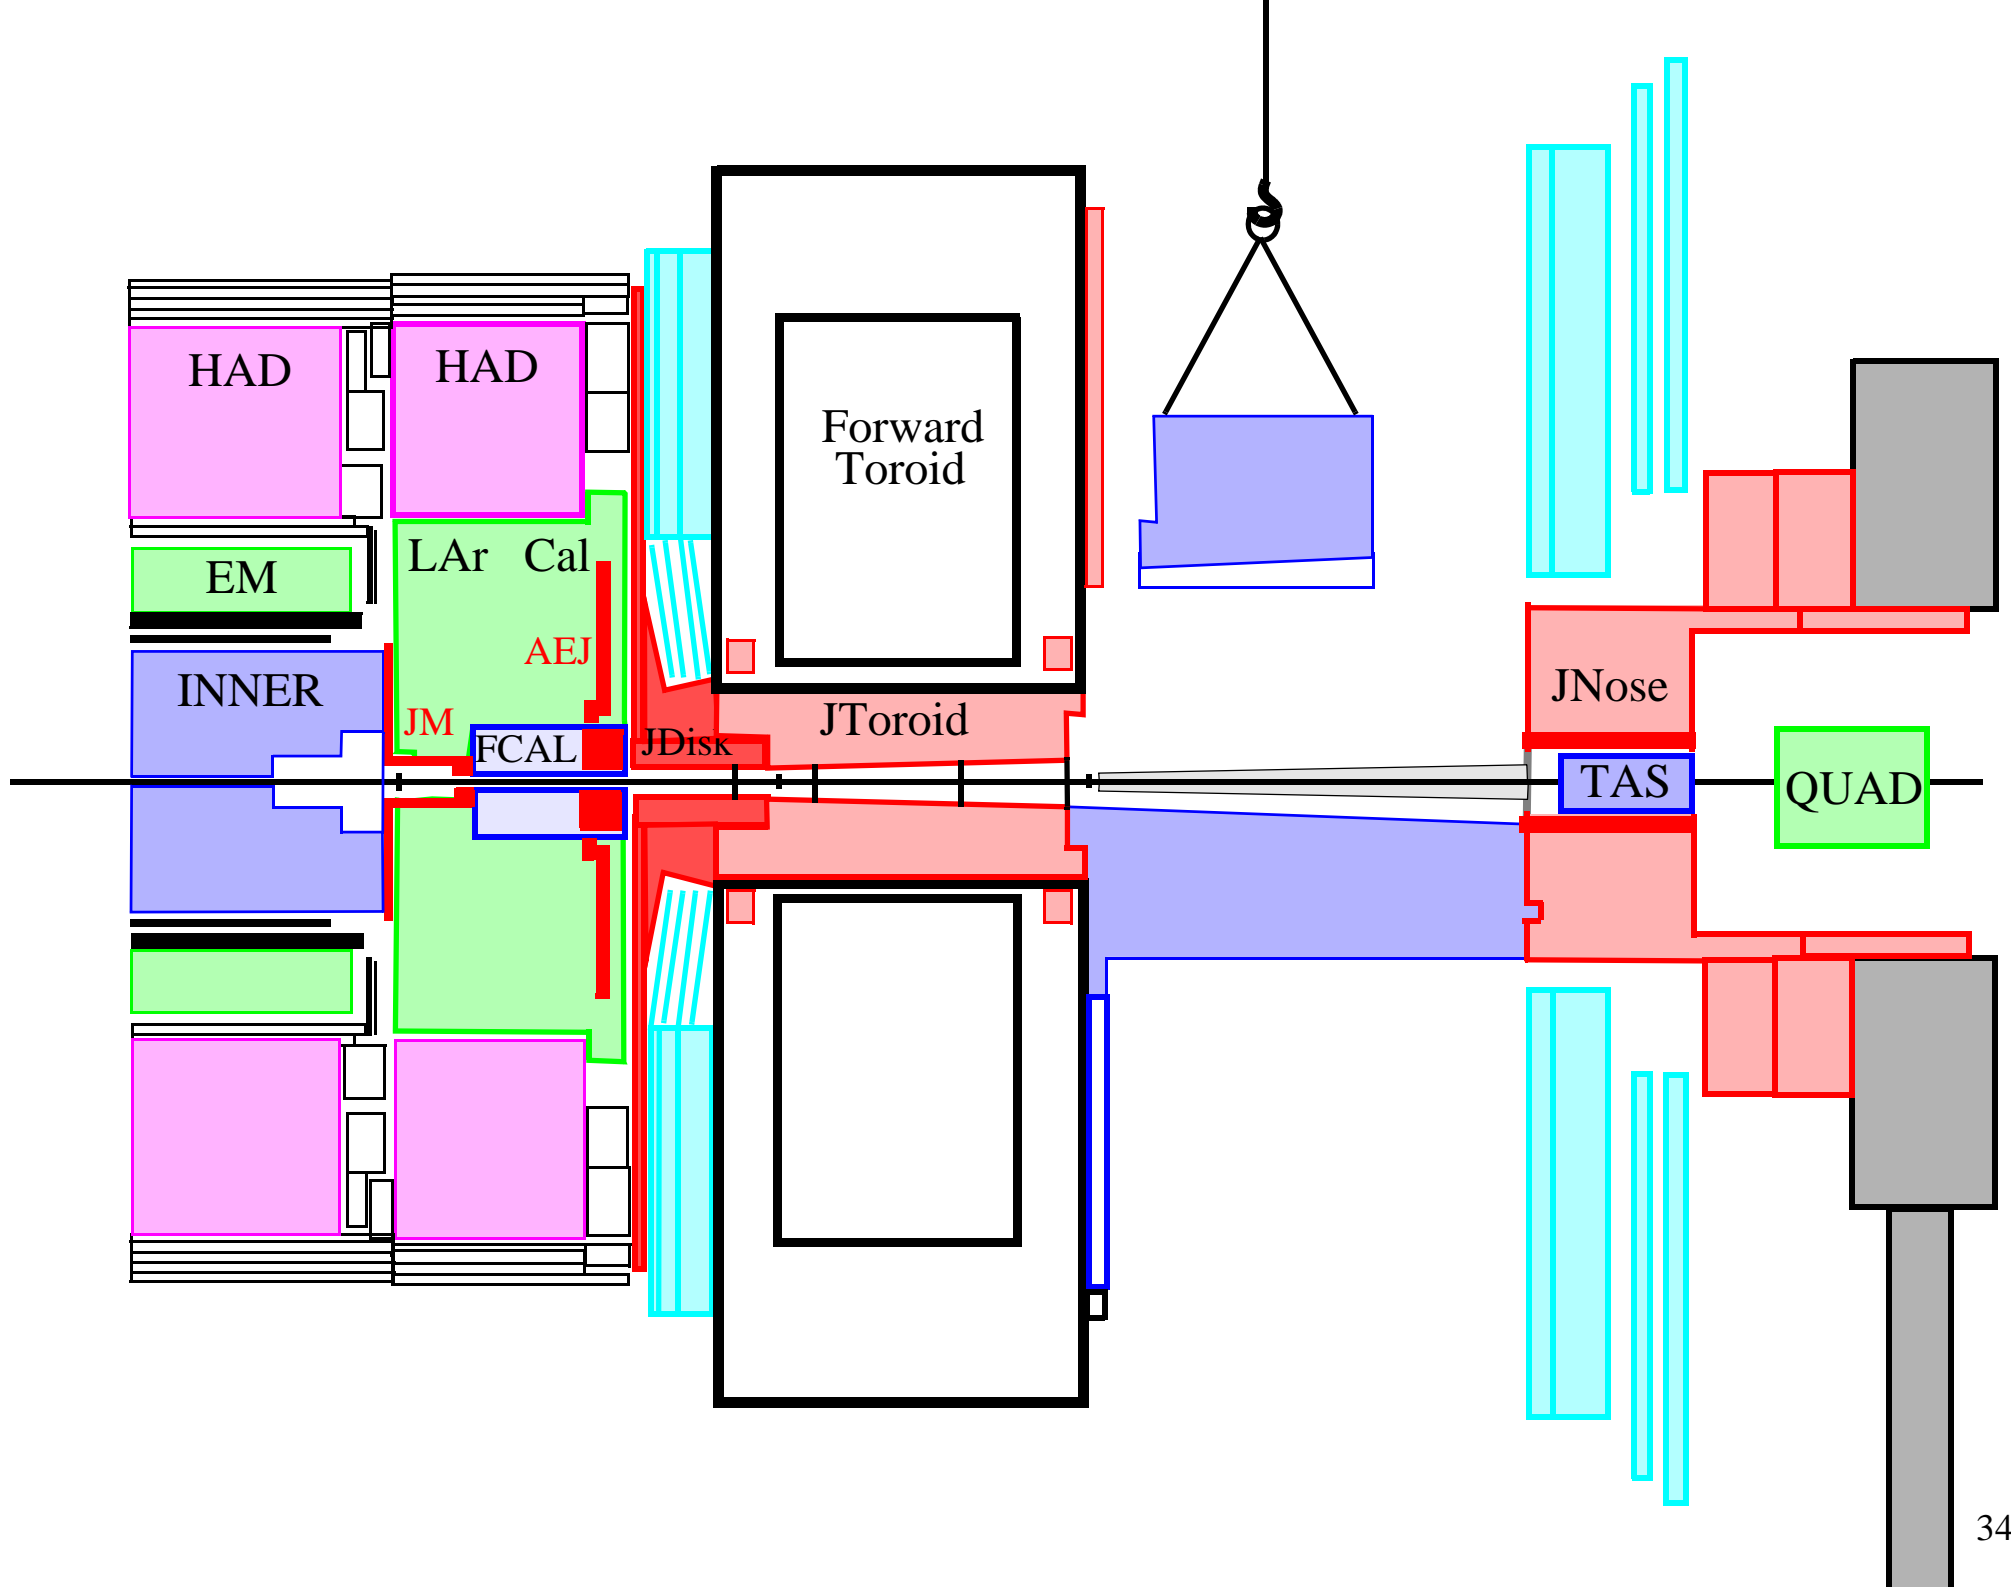 HAD
HAD
Forward
Toroid
LAr Cal
EM
AEJ
INNER
JNose
JM
JToroid
FCAL
JDisk
TAS
QUAD
34